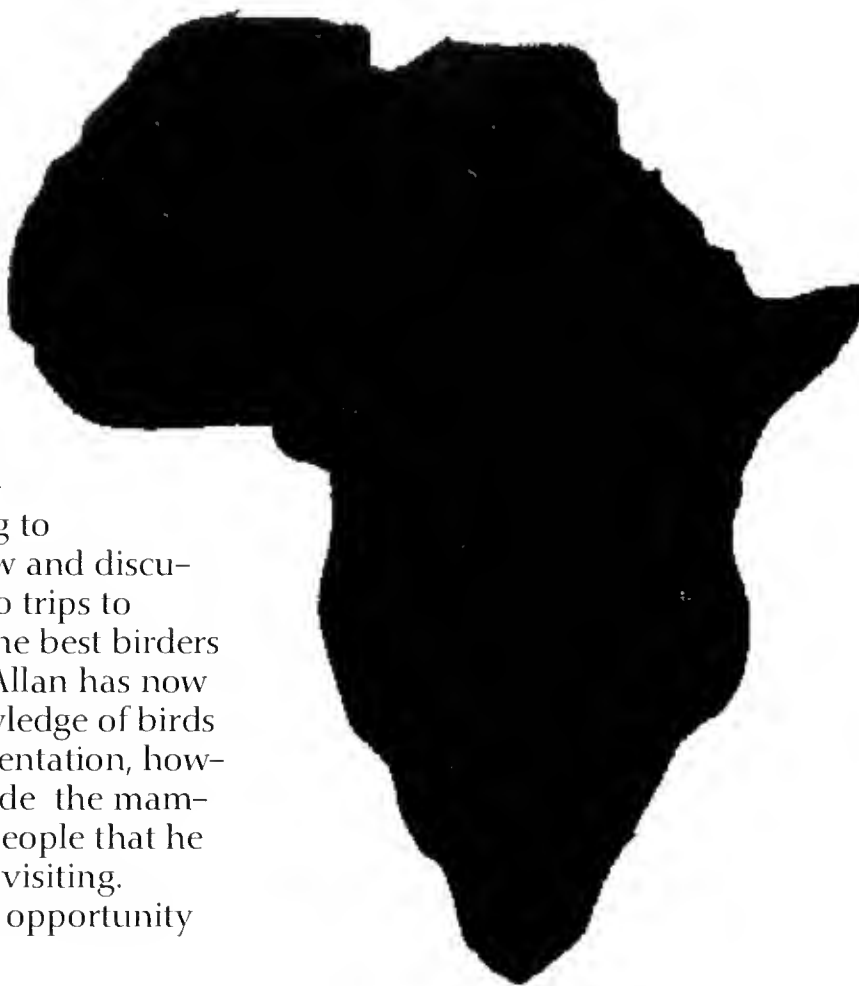 g to
w and discu-
o trips to
he best birders
Allan has now
vledge of birds
entation, how-
de the mam-
eople that he
visiting.
opportunity